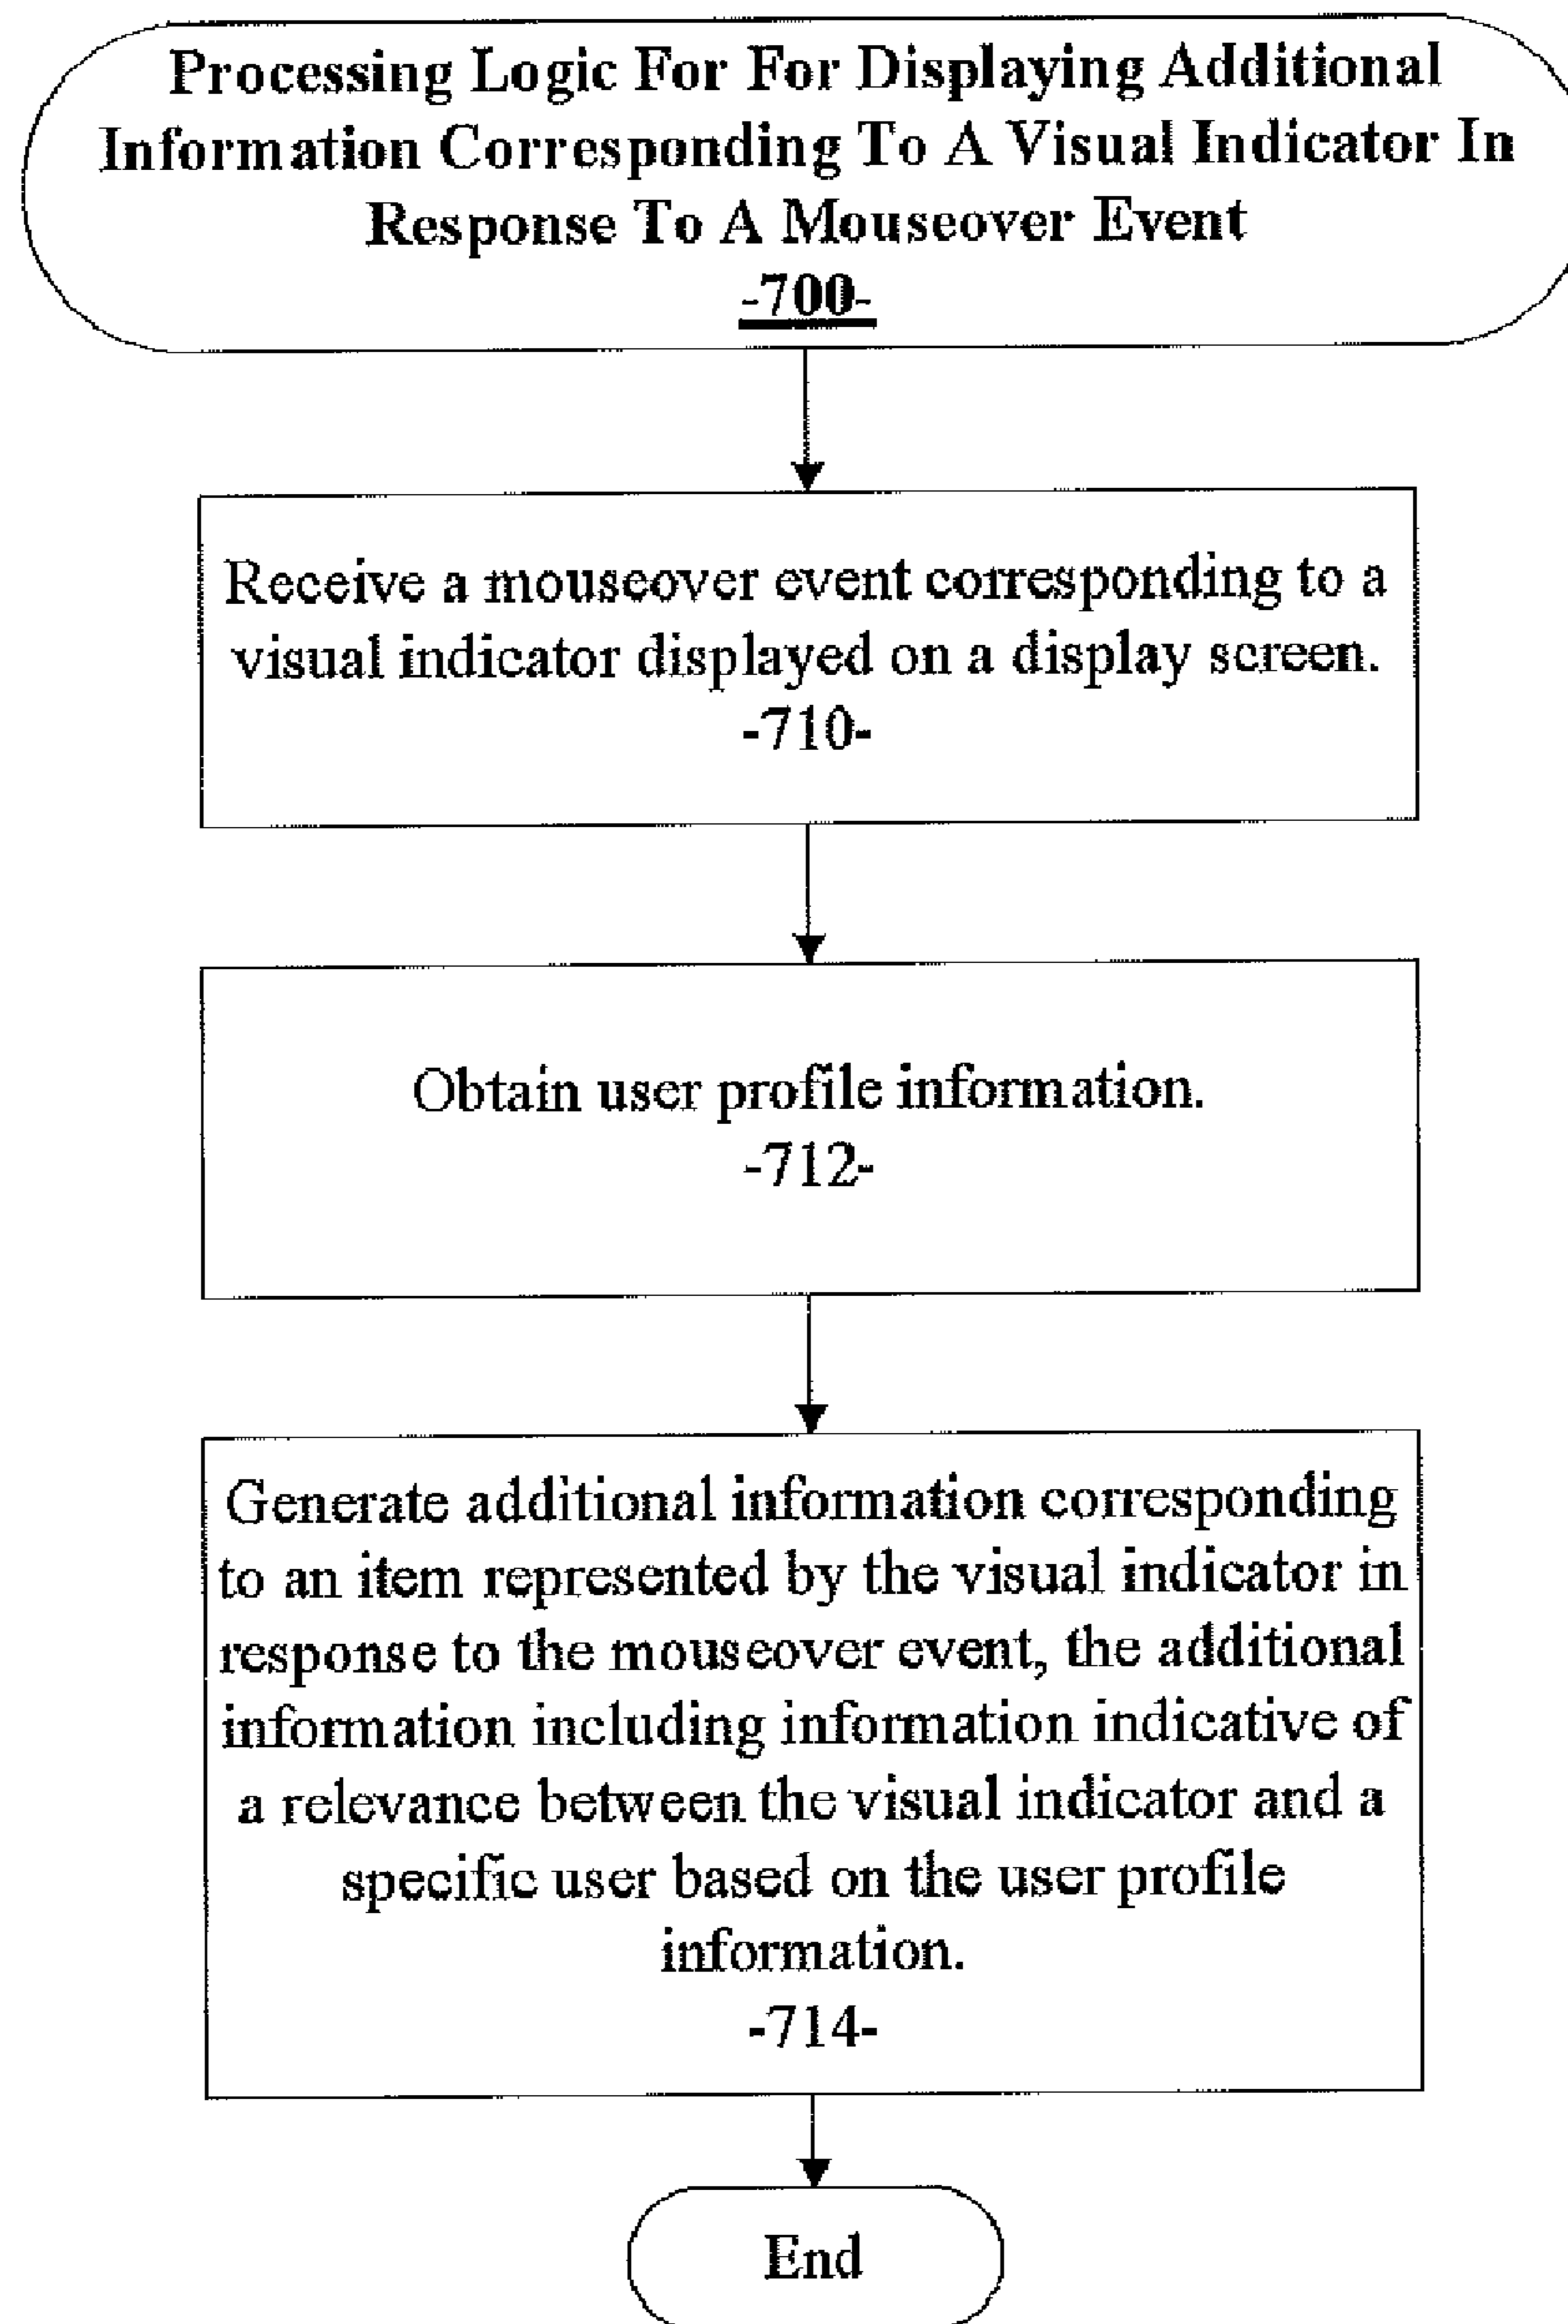 Processing Logic For For Displaying Additional
Information Corresponding To A Visual Indicator In
Response To A Mouseover Event
-700-
Receive a mouseover event corresponding to a
visual indicator displayed on a display screen.
-710-
Obtain user profile information.
-712-
Generate additional information corresponding
to an item represented by the visual indicator in
response to the mouseover event, the additional
information including information indicative of
a relevance between the visual indicator and a
specific user based on the user profile
information.
-714-
End